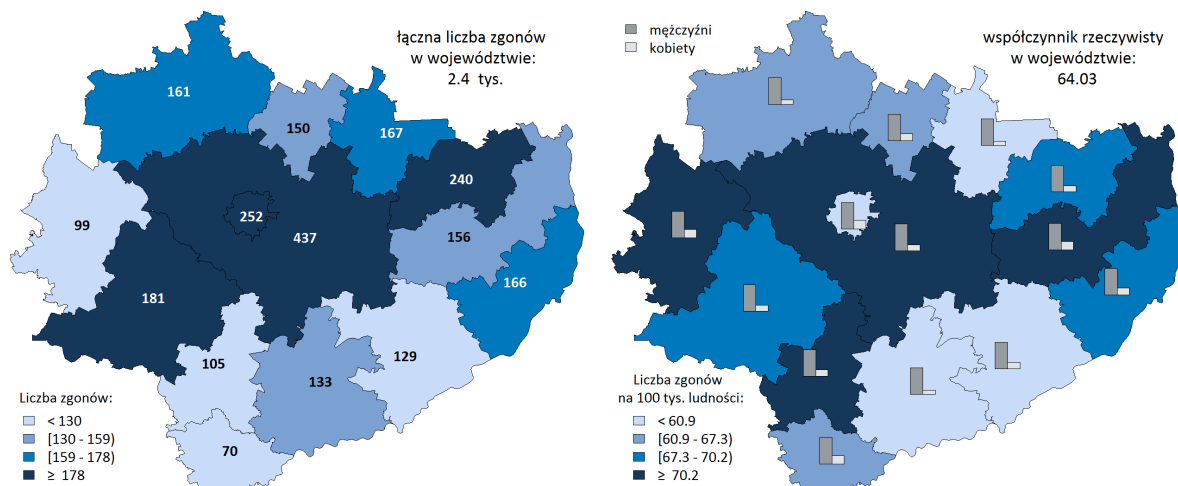 łączna liczba zgonów
w województwie:
2.4 tys.
161
150
167
240
99
252
437
156
181
166
105
129
133
70
Liczba zgonów:
< 130
[130 - 159)
[159 - 178)
≥ 178
mężczyźni
kobiety
współczynnik rzeczywisty
w województwie:
64.03
Liczba zgonów
na 100 tys. ludności:
< 60.9
[60.9 - 67.3)
[67.3 - 70.2)
≥ 70.2